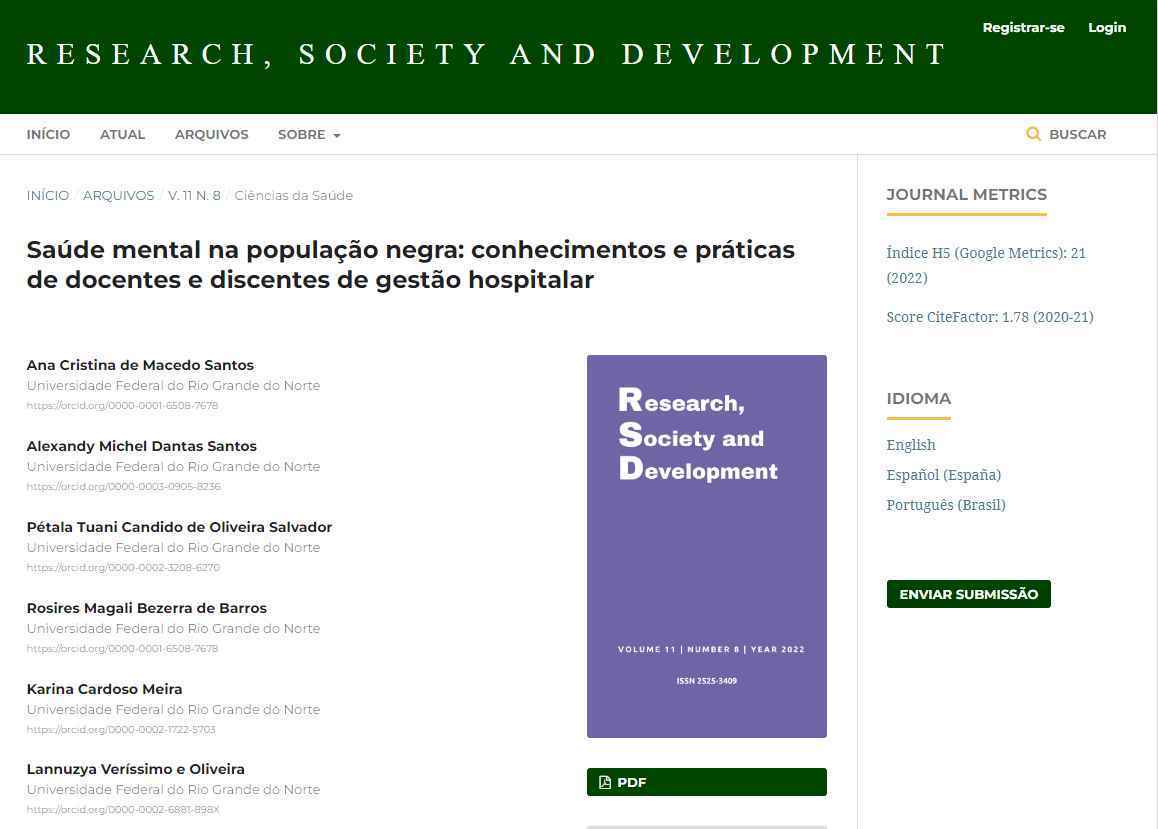 Registrar-se Login
RESEARCH, SOCIETY AND DEVELOPMENT
INÍCIO ATUAL ARQUIVOS SOBRE BUSCAR
INÍCIO / ARQUIVOS / V. 11 N. 8 / Ciências da Saúde
Saúde mental na população negra: conhecimentos e práticas
de docentes e discentes de gestão hospitalar
Ana Cristina de Macedo Santos
Universidade Federal do Rio Grande do Norte
https://orcid.org/0000-0001-6508-7678
Alexandy Michel Dantas Santos
Universidade Federal do Rio Grande do Norte
https://orcid.org/0000-0003-0905-8236
Pétala Tuani Candido de Oliveira Salvador
Universidade Federal do Rio Grande do Norte
https://orcid.org/0000-0002-3208-6270
Rosires Magali Bezerra de Barros
Universidade Federal do Rio Grande do Norte
https://orcid.org/0000-0001-6508-7678
Karina Cardoso Meira
Universidade Federal do Rio Grande do Norte
https://orcid.org/0000-0002-1722-5703
Lannuzya Veríssimo e Oliveira
Universidade Federal do Rio Grande do Norte
https://orcid.org/0000-0002-6881-898X
Research,
Society and
Development
VOLUME 11 | NUMBER 8 | YEAR 2022
ISSN 2525-3409
PDF
JOURNAL METRICS
Índice H5 (Google Metrics): 21
(2022)
Score CiteFactor: 1.78 (2020-21)
IDIOMA
English
Español (España)
Português (Brasil)
ENVIAR SUBMISSÃO